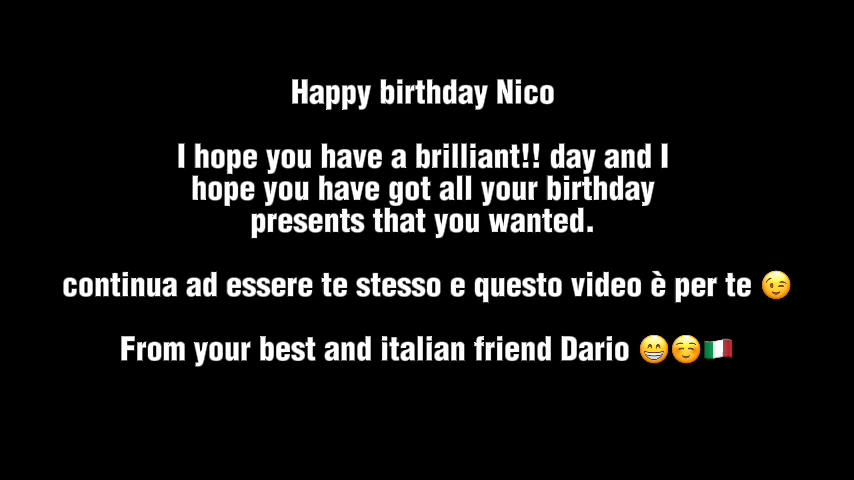 Happy birthday Nico
I hope you have a brilliant!! day and I
hope you have got all your birthday
presents that you wanted.
continua ad essere te stesso e questo video è per te 😉
From your best and italian friend Dario 😁☺️🇮🇹